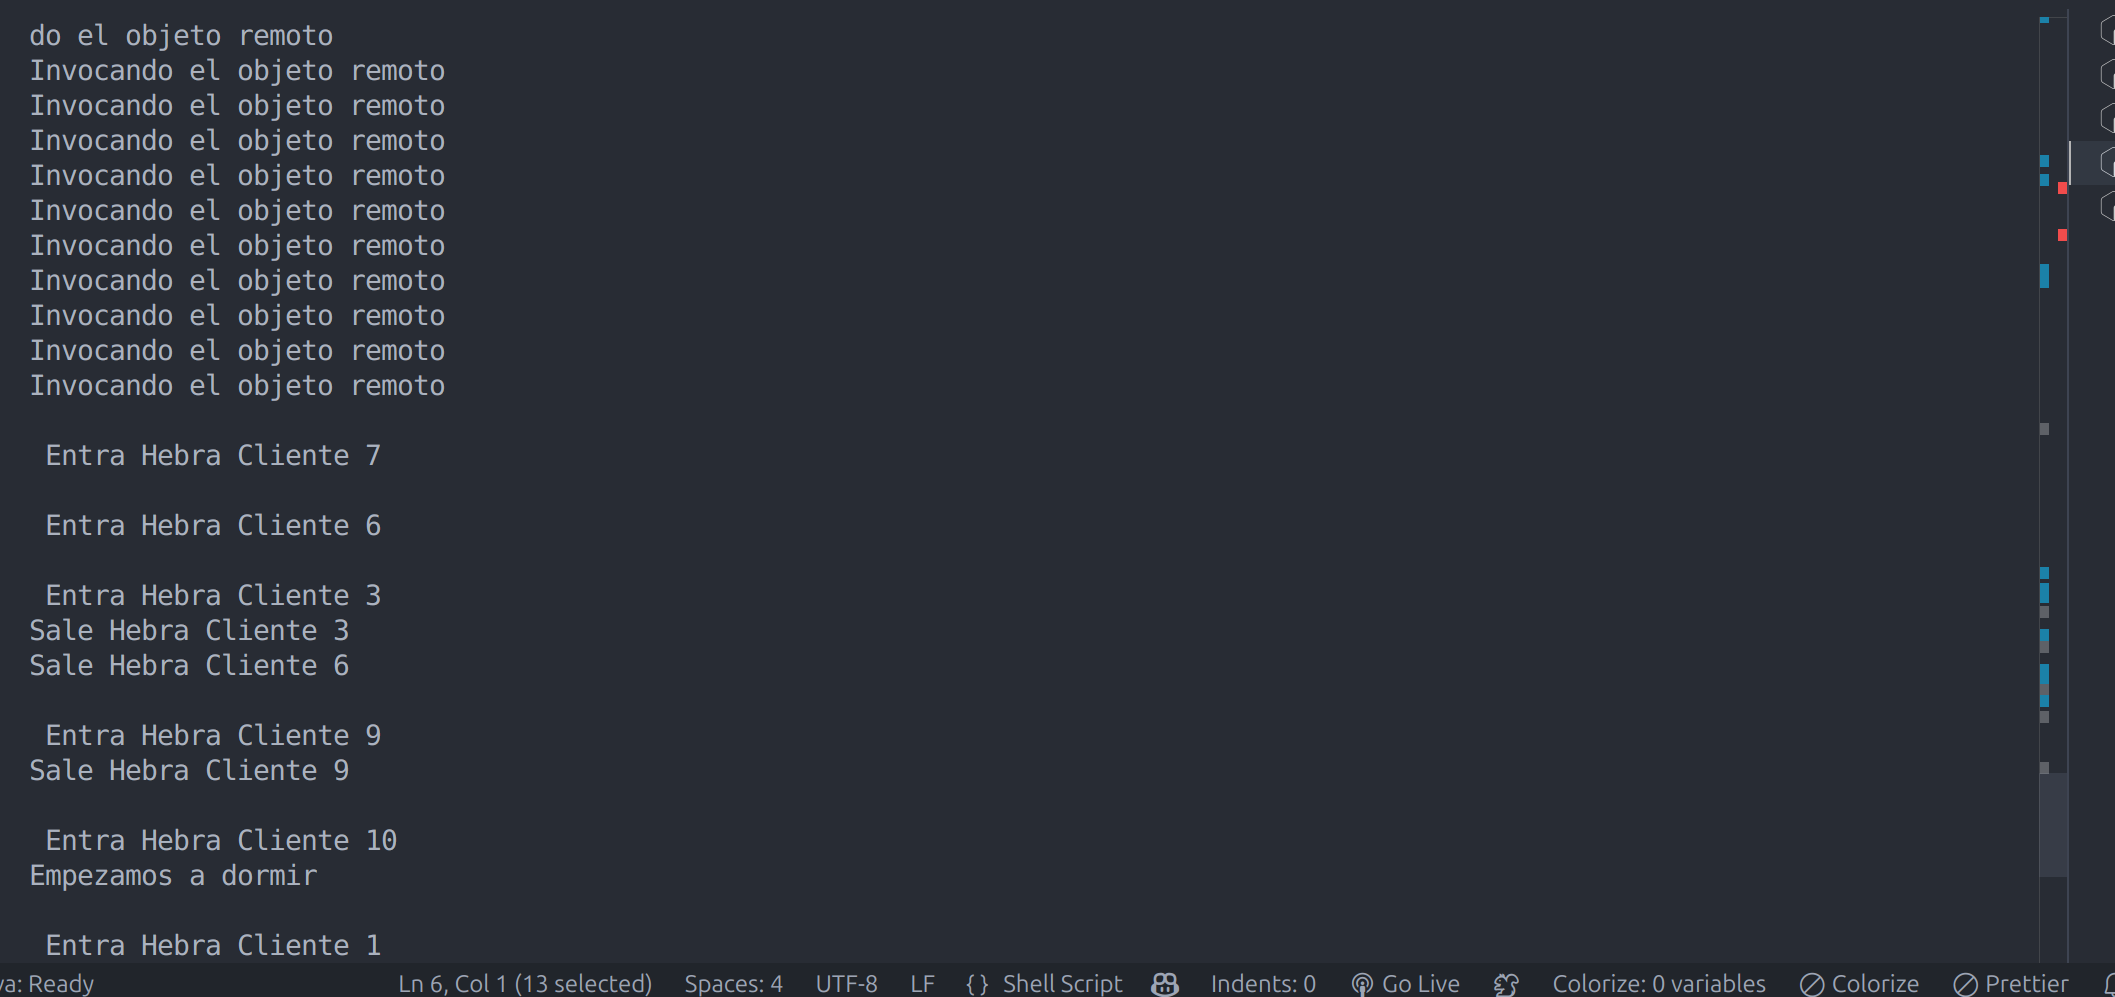 do el objeto remoto
Invocando el objeto remoto
Invocando el objeto remoto
Invocando el objeto remoto
Invocando el objeto remoto
Invocando el objeto remoto
Invocando el objeto remoto
Invocando el objeto remoto
Invocando el objeto remoto
Invocando el objeto remoto
Invocando el objeto remoto
Entra Hebra Cliente 7
Entra Hebra Cliente 6
Entra Hebra Cliente 3
Sale Hebra Cliente 3
Sale Hebra Cliente 6
Entra Hebra Cliente 9
Sale Hebra Cliente 9
Entra Hebra Cliente 10
Empezamos a dormir
Entra Hebra Cliente 1
va: Ready Ln 6, Col 1 (13 selected) Spaces: 4 UTF-8 LF {} Shell Script Indents: 0 Go Live Colorize: 0 variables Colorize Prettier